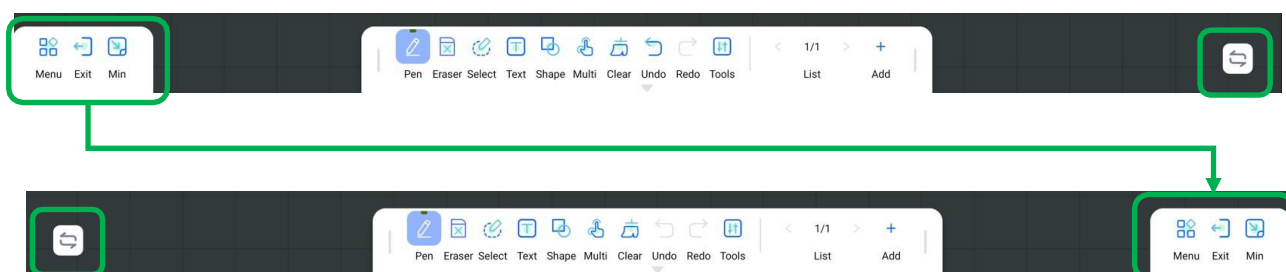 1/1
Menu Exit Min Pen Eraser Select Text Shape Multi Clear Undo Redo Tools List Add
1/1
Pen Eraser Select Text Shape Multi Clear Undo Redo Tools List Add Menu Exit Min